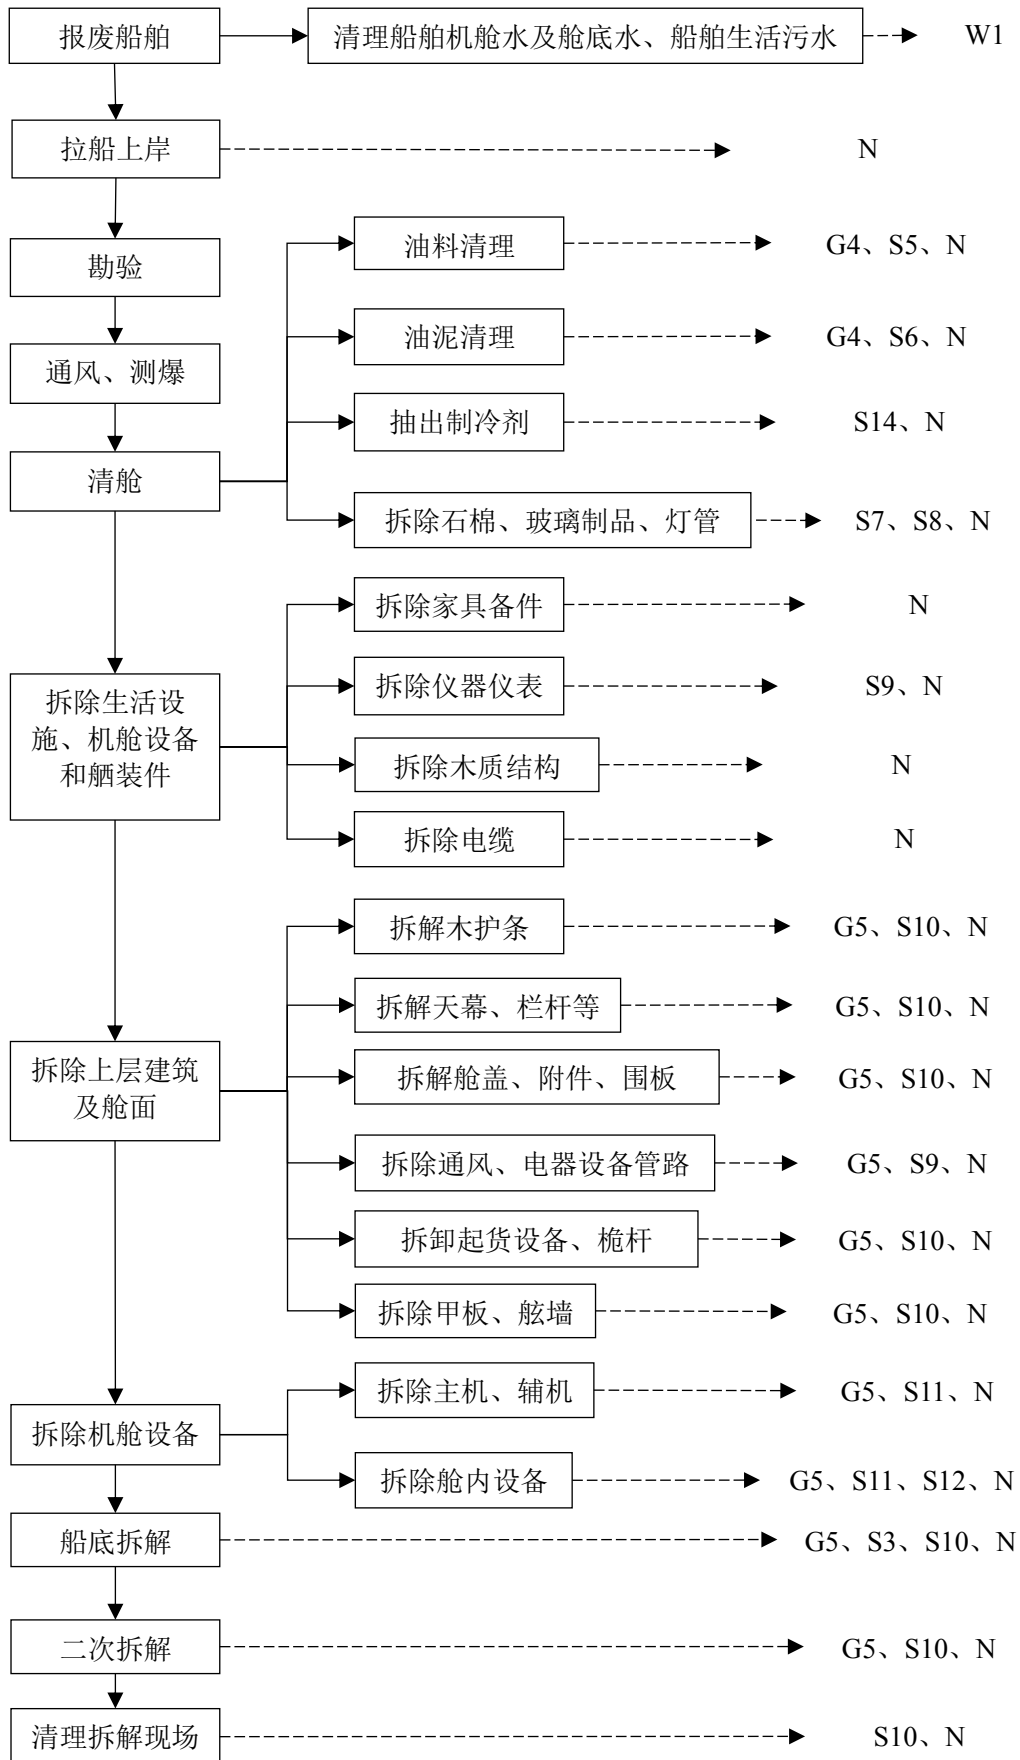 报废船舶
清理船舶机舱水及舱底水、船舶生活污水
W1
拉船上岸
N
勘验
油料清理
G4、S5、N
油泥清理
G4、S6、N
通风、测爆
抽出制冷剂
S14、N
清舱
拆除石棉、玻璃制品、灯管
S7、S8、N
拆除家具备件
N
拆除生活设
施、机舱设备
和舾装件
拆除仪器仪表
S9、N
拆除木质结构
N
拆除电缆
N
拆解木护条
G5、S10、N
拆解天幕、栏杆等
G5、S10、N
拆除上层建筑
及舱面
拆解舱盖、附件、围板
G5、S10、N
拆除通风、电器设备管路
G5、S9、N
拆卸起货设备、桅杆
G5、S10、N
拆除甲板、舷墙
G5、S10、N
拆除主机、辅机
G5、S11、N
拆除机舱设备
拆除舱内设备
G5、S11、S12、N
船底拆解
G5、S3、S10、N
二次拆解
G5、S10、N
清理拆解现场
S10、N